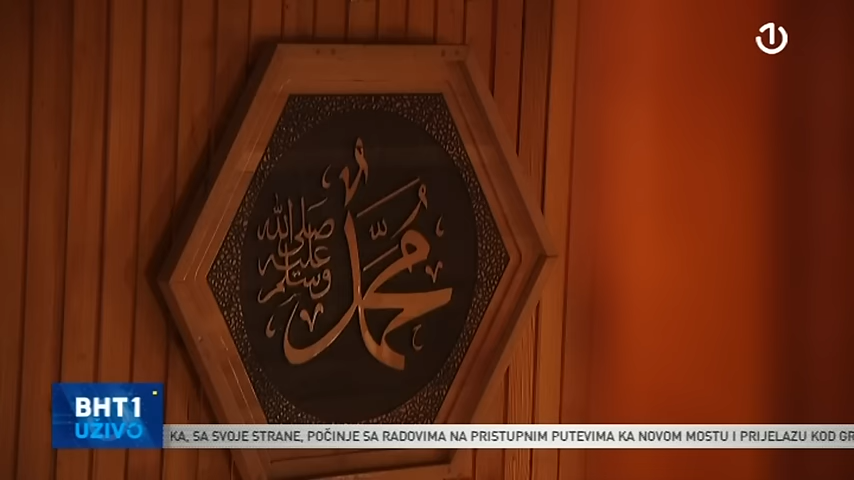 محمد
صلى الله
عليه
وسلم
BHT1
UŽIVO
KA, SA SVOJE STRANE, POČINJE SA RADOVIMA NA PRISTUPNIM PUTEVIMA KA NOVOM MOSTU I PRIJELAZU KOD GR